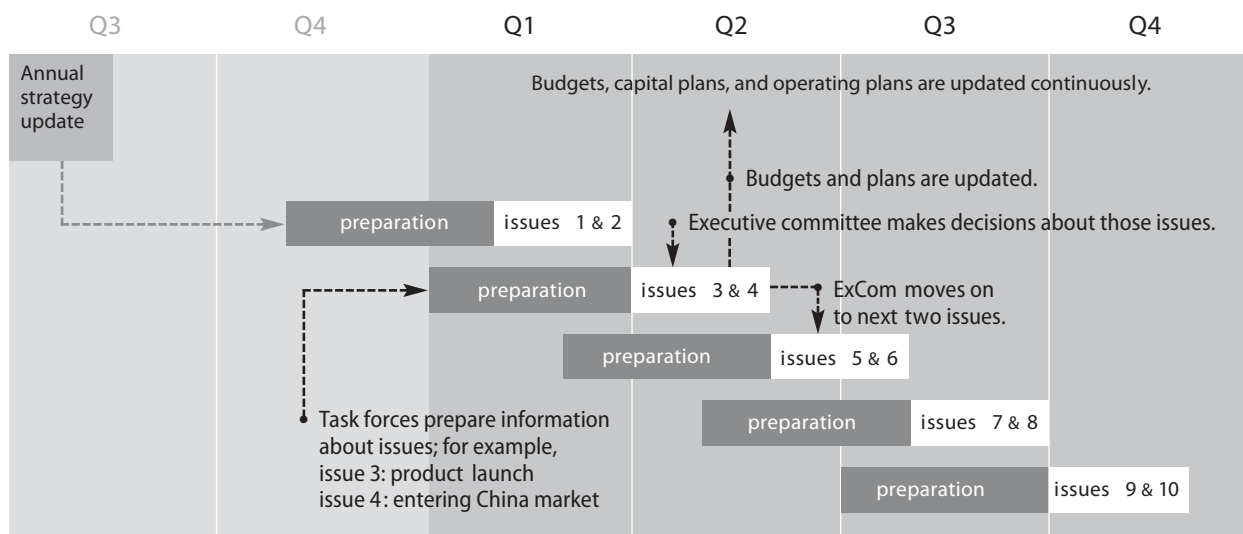 Q3 Q4 Q1 Q2 Q3 Q4
Annual
strategy
update
Budgets, capital plans, and operating plans are updated continuously.
Budgets and plans are updated.
Executive committee makes decisions about those issues.
preparation issues 1 & 2
preparation issues 3 & 4
ExCom moves on
to next two issues.
preparation issues 5 & 6
Task forces prepare information
about issues; for example,
issue 3: product launch
issue 4: entering China market
preparation issues 7 & 8
preparation issues 9 & 10